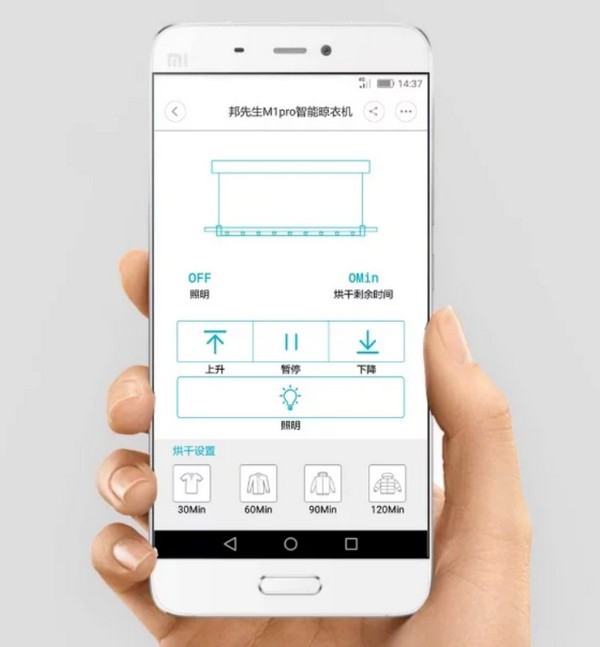 mi
4G 14:37
邦先生M1pro智能晾衣机
OFF 0Min
照明 烘干剩余时间
上升 暂停 下降
照明
烘干设置
30Min 60Min 90Min 120Min